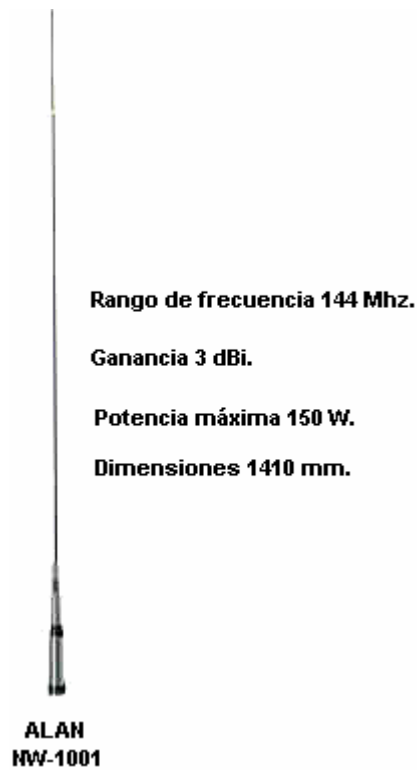 Rango de frecuencia 144 Mhz.
Ganancia 3 dBi.
Potencia máxima 150 W.
Dimensiones 1410 mm.
ALAN
NW-1001